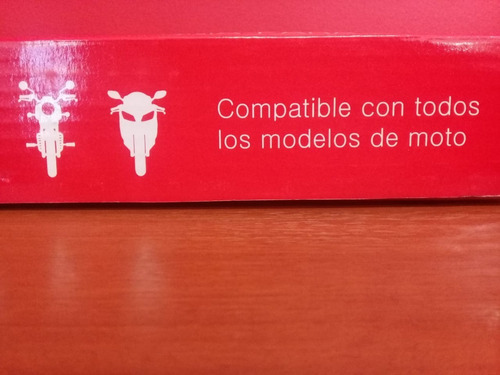 Compatible con todos
los modelos de moto